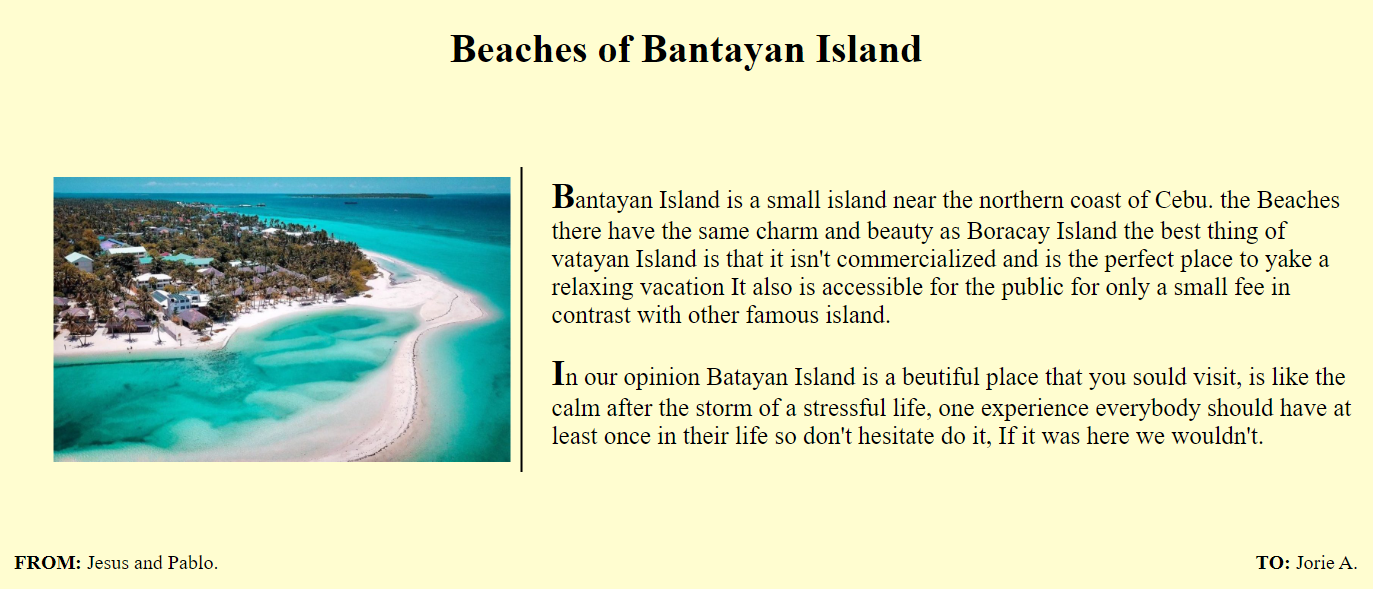 Beaches of Bantayan Island
Bantayan Island is a small island near the northern coast of Cebu. the Beaches
there have the same charm and beauty as Boracay Island the best thing of
vatayan Island is that it isn't commercialized and is the perfect place to yake a
relaxing vacation It also is accessible for the public for only a small fee in
contrast with other famous island.
In our opinion Batayan Island is a beutiful place that you sould visit, is like the
calm after the storm of a stressful life, one experience everybody should have at
least once in their life so don't hesitate do it, If it was here we wouldn't.
FROM: Jesus and Pablo.
TO: Jorie A.